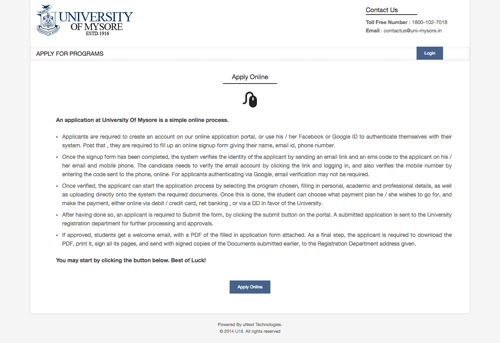 UNIVERSITY
OF MYSORE
ESTD-1916
Contact Us
Toll Free Number : 1800-102-7018
Email : contactus@uni-mysore.in
APPLY FOR PROGRAMS
Login
Apply Online
An application at University Of Mysore is a simple online process.
Applicants are required to create an account on our online application portal, or use his / her Facebook or Google ID to authenticate themselves with their
system. Post that , they are required to fill up an online signup form giving their name, email id, phone number.
Once the signup form has been completed, the system verifies the identity of the applicant by sending an email link and an sms code to the applicant on his /
her email and mobile phone. The candidate needs to verify the email account by clicking the link and logging in, and also verifies the mobile number by
entering the code sent to the phone, online. For applicants authenticating via Google, email verification may not be required.
Once verified, the applicant can start the application process by selecting the program chosen, filling in personal, academic and professional details, as well
as uploading directly onto the system the required documents. Once this is done, the student can choose what payment plan he / she wishes to go for, and
make the payment, either online via debit / credit card, net banking , or via a DD in favor of the University.
After having done so, an applicant is required to Submit the form, by clicking the submit button on the portal. A submitted application is sent to the University
registration department for further processing and approvals.
If approved, students get a welcome email, with a PDF of the filled in application form attached. As a final step, the applicant is required to download the
PDF, print it, sign all its pages, and send with signed copies of the Documents submitted earlier, to the Registration Department address given.
You may start by clicking the button below. Best of Luck!
Apply Online
Powered By uNext Technologies.
© 2014 U18 All rights reserved